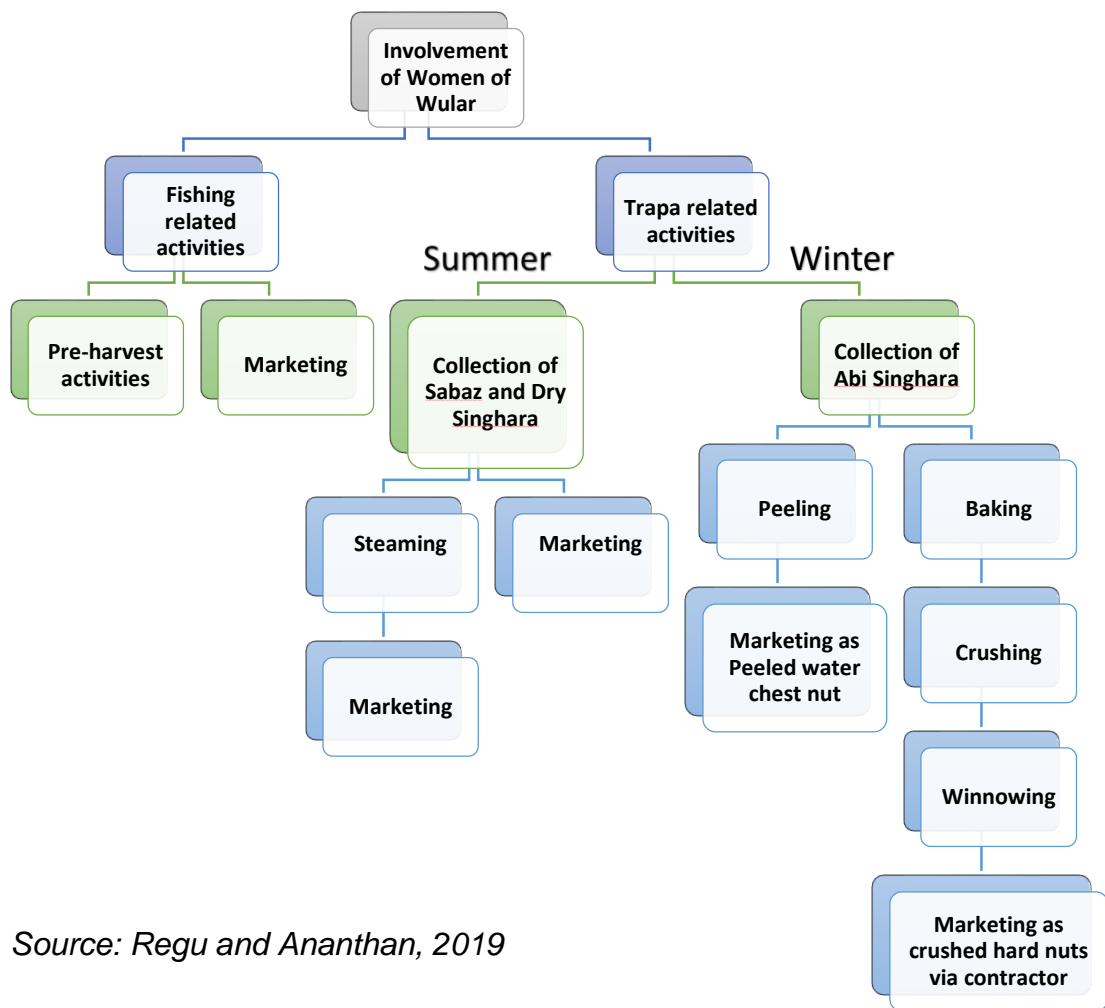 Involvement
of Women of
Wular
Fishing
related
activities
Trapa related
activities
Summer
Winter
Pre-harvest
activities
Marketing
Collection of
Sabaz and Dry
Singhara
Collection of
Abi Singhara
Steaming
Marketing
Peeling
Baking
Marketing
Marketing as
Peeled water
chest nut
Crushing
Winnowing
Marketing as
crushed hard nuts
via contractor
Source: Regu and Ananthan, 2019